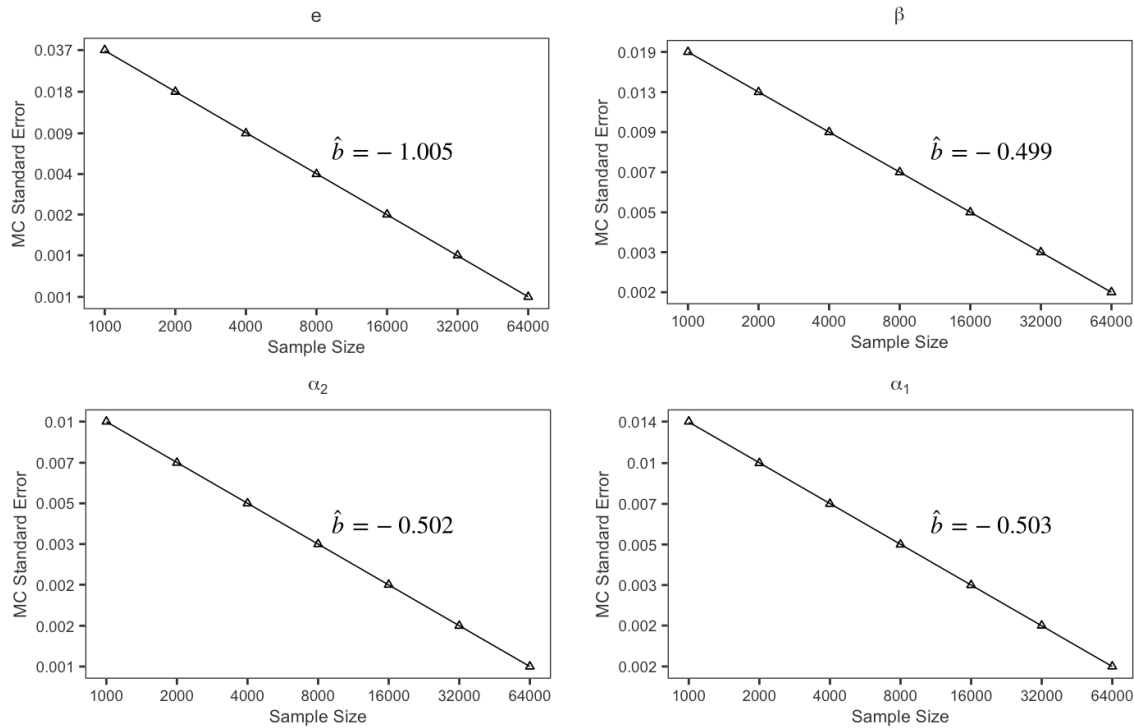 e
MC Standard Error
0.037
0.018
0.009
0.004
0.002
0.001
0.001
b̂ = − 1.005
1000 2000 4000 8000 16000 32000 64000
Sample Size
β
MC Standard Error
0.019
0.013
0.009
0.007
0.005
0.003
0.002
b̂ = − 0.499
1000 2000 4000 8000 16000 32000 64000
Sample Size
α₂
MC Standard Error
0.01
0.007
0.005
0.003
0.002
0.002
0.001
b̂ = − 0.502
1000 2000 4000 8000 16000 32000 64000
Sample Size
α₁
MC Standard Error
0.014
0.01
0.007
0.005
0.003
0.002
0.002
b̂ = − 0.503
1000 2000 4000 8000 16000 32000 64000
Sample Size